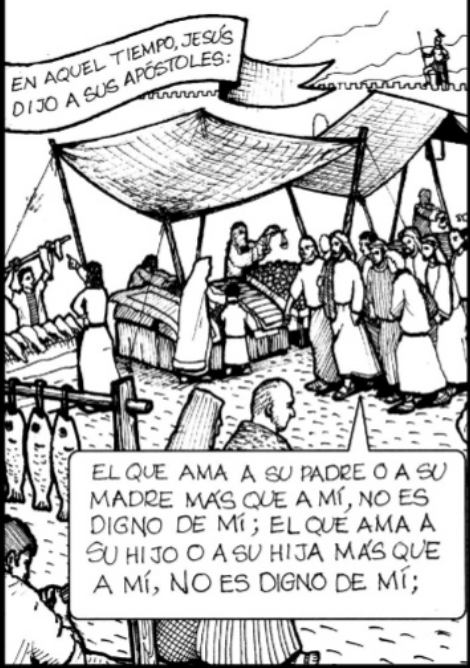 EN AQUEL TIEMPO, JESÚS
DIJO A SUS APÓSTOLES:
EL QUE AMA A SU PADRE O A SU
MADRE MÁS QUE A MÍ, NO ES
DIGNO DE MÍ; EL QUE AMA A
SU HIJO O A SU HIJA MÁS QUE
A MÍ, NO ES DIGNO DE MÍ;